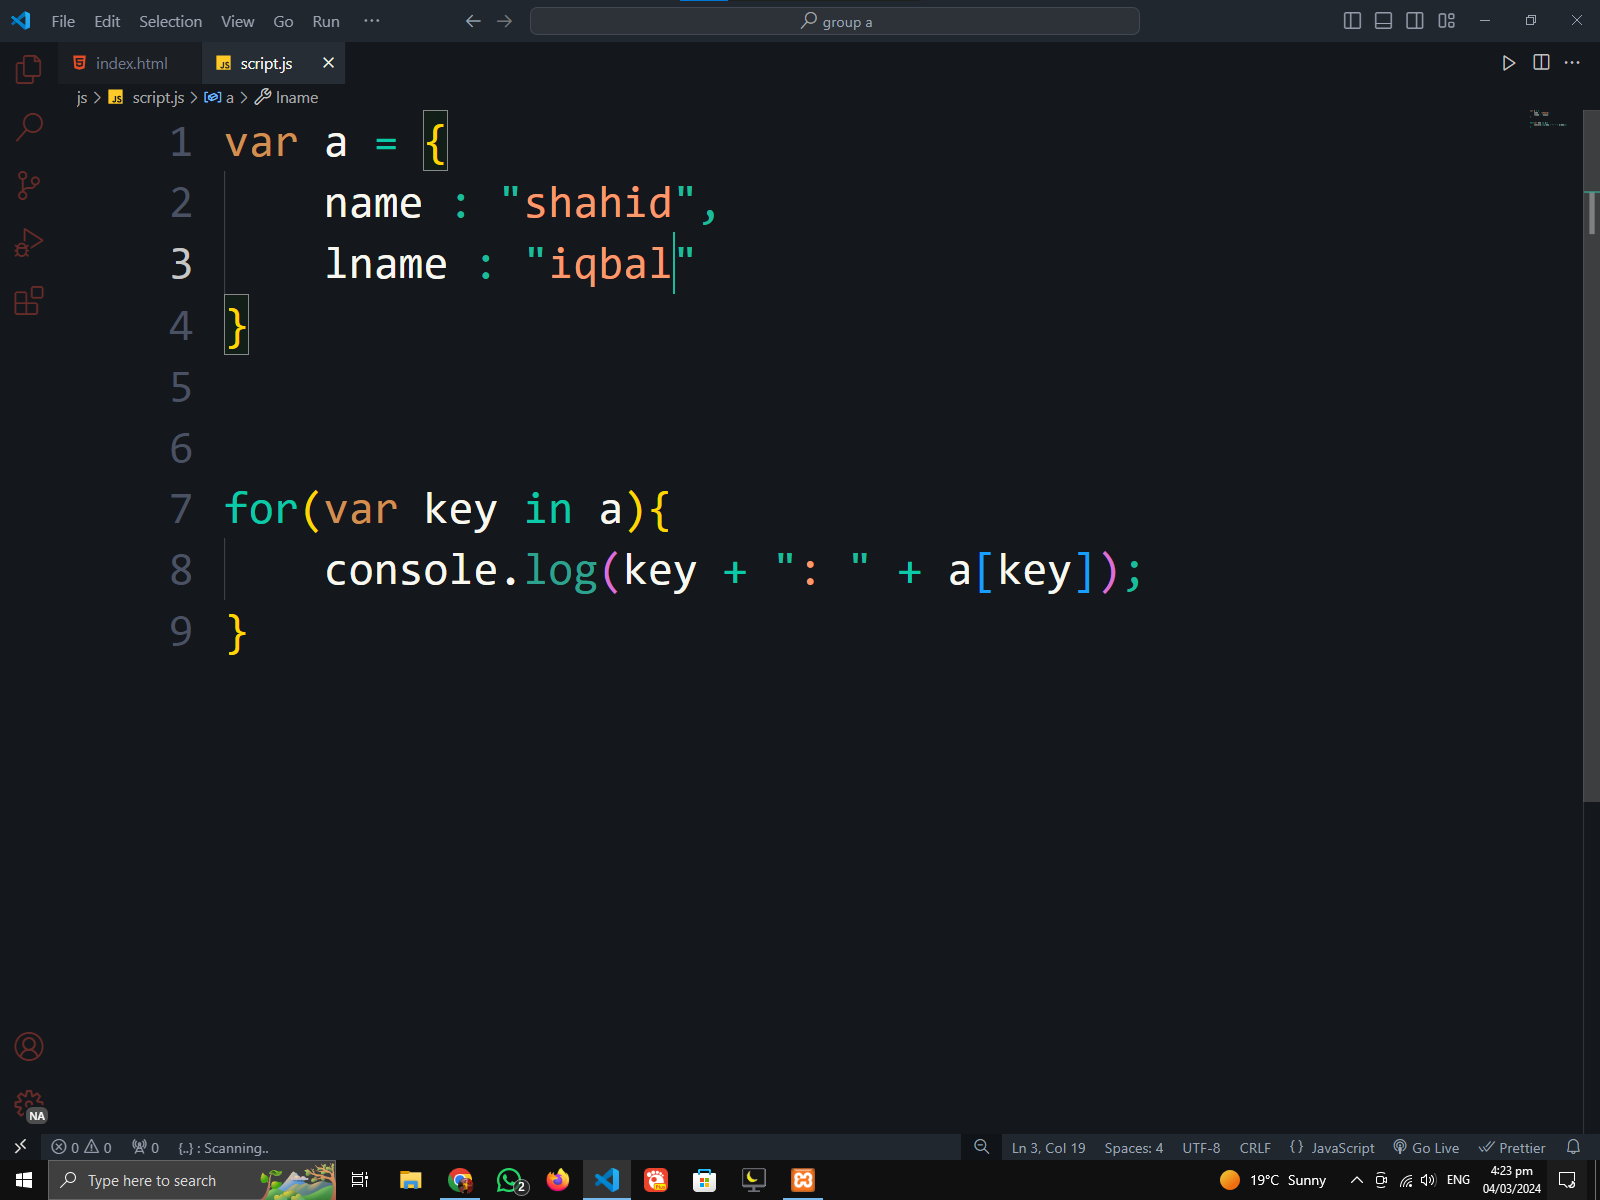 File Edit Selection View Go Run ··· group a
index.html script.js
js > script.js > a > lname
1 var a = {
2     name : "shahid",
3     lname : "iqbal"
4 }
5
6
7 for(var key in a){
8     console.log(key + ": " + a[key]);
9 }
NA
0 0 0 {..} : Scanning.. Ln 3, Col 19 Spaces: 4 UTF-8 CRLF {} JavaScript Go Live Prettier
Type here to search 2 19°C Sunny ENG 4:23 pm
04/03/2024